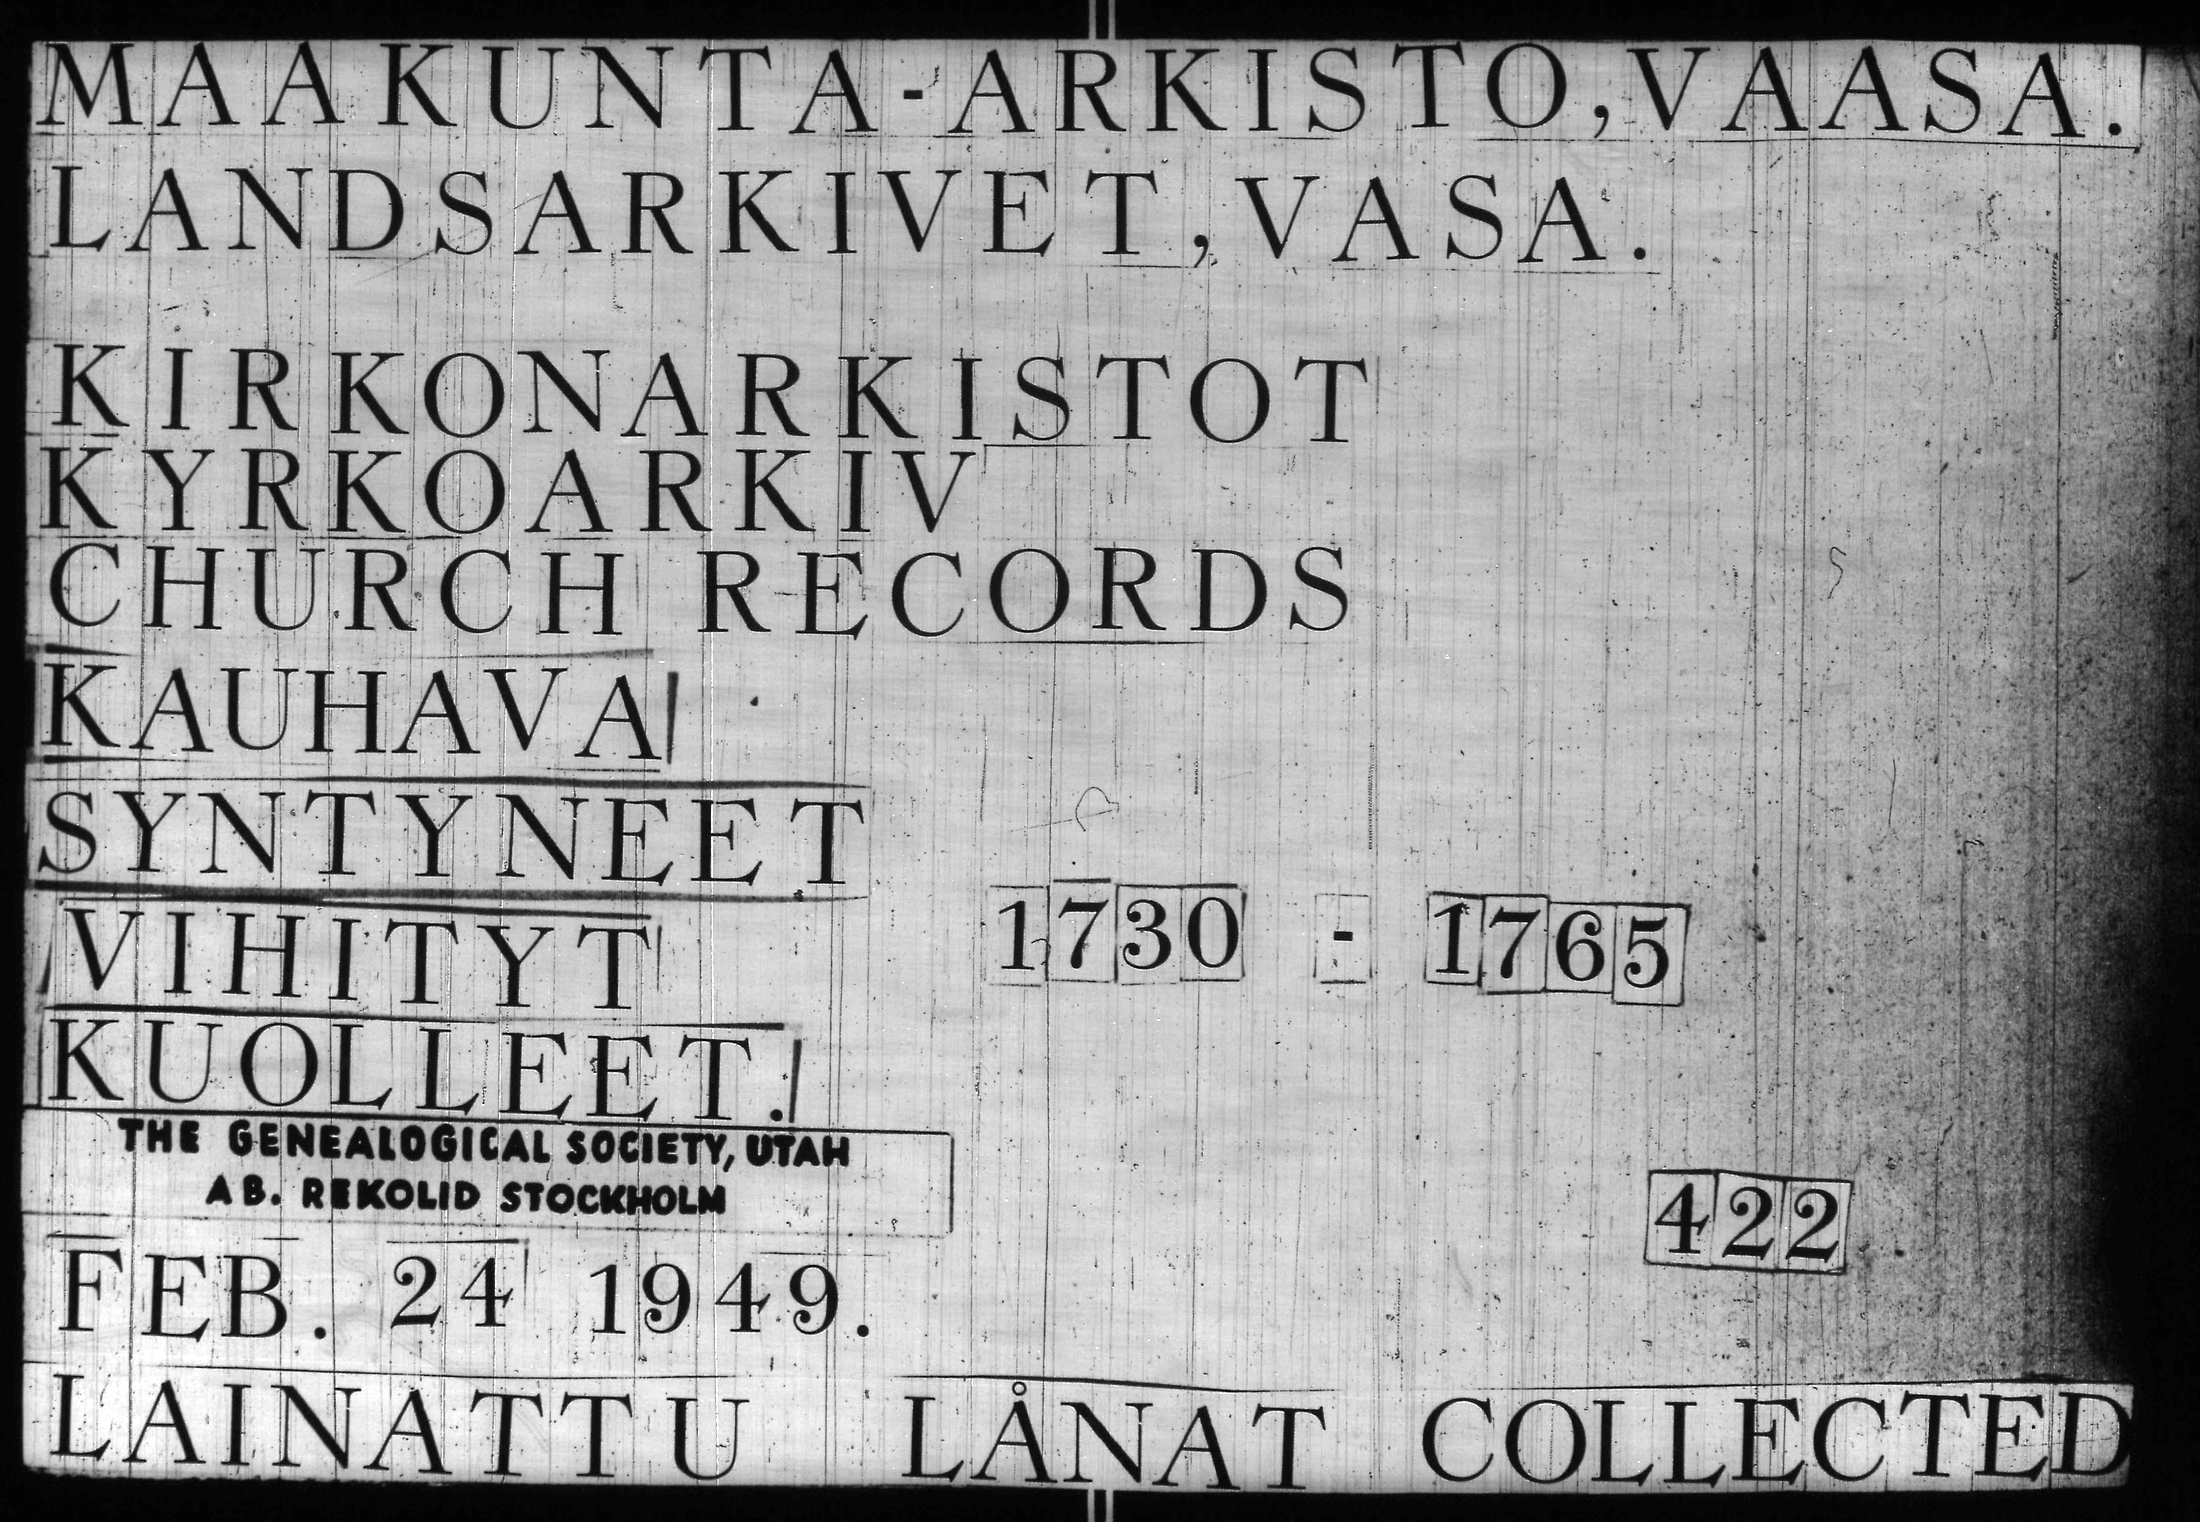 MAAKUNTA-ARKISTO, VAASA.
LANDSARKIVET, VASA.
KIRKONARKISTOT
KYRKOARKIV
CHURCH RECORDS
KAUHAVA
SYNTYNEET
VIHITYT 1730 - 1765
KUOLLEET.
THE GENEALOGICAL SOCIETY, UTAH
AB. REKOLID STOCKHOLM
422
FEB. 24 1949.
LAINATTU LÅNAT COLLECTED